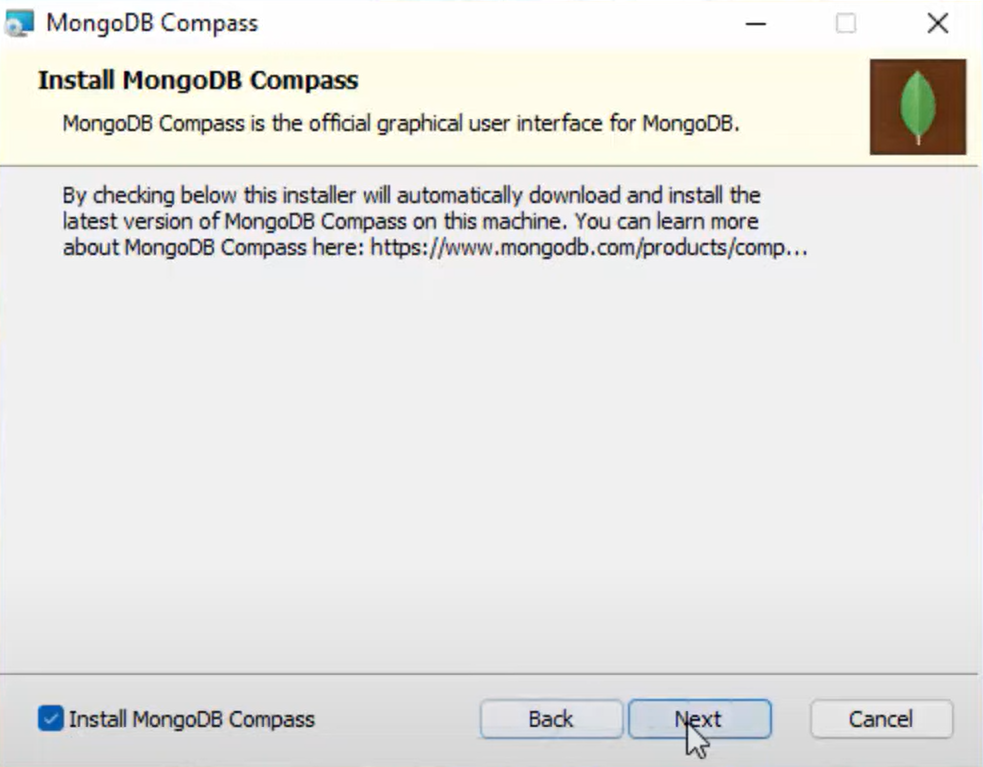 MongoDB Compass
Install MongoDB Compass
MongoDB Compass is the official graphical user interface for MongoDB.
By checking below this installer will automatically download and install the
latest version of MongoDB Compass on this machine. You can learn more
about MongoDB Compass here: https://www.mongodb.com/products/comp...
Install MongoDB Compass
Back
Next
Cancel